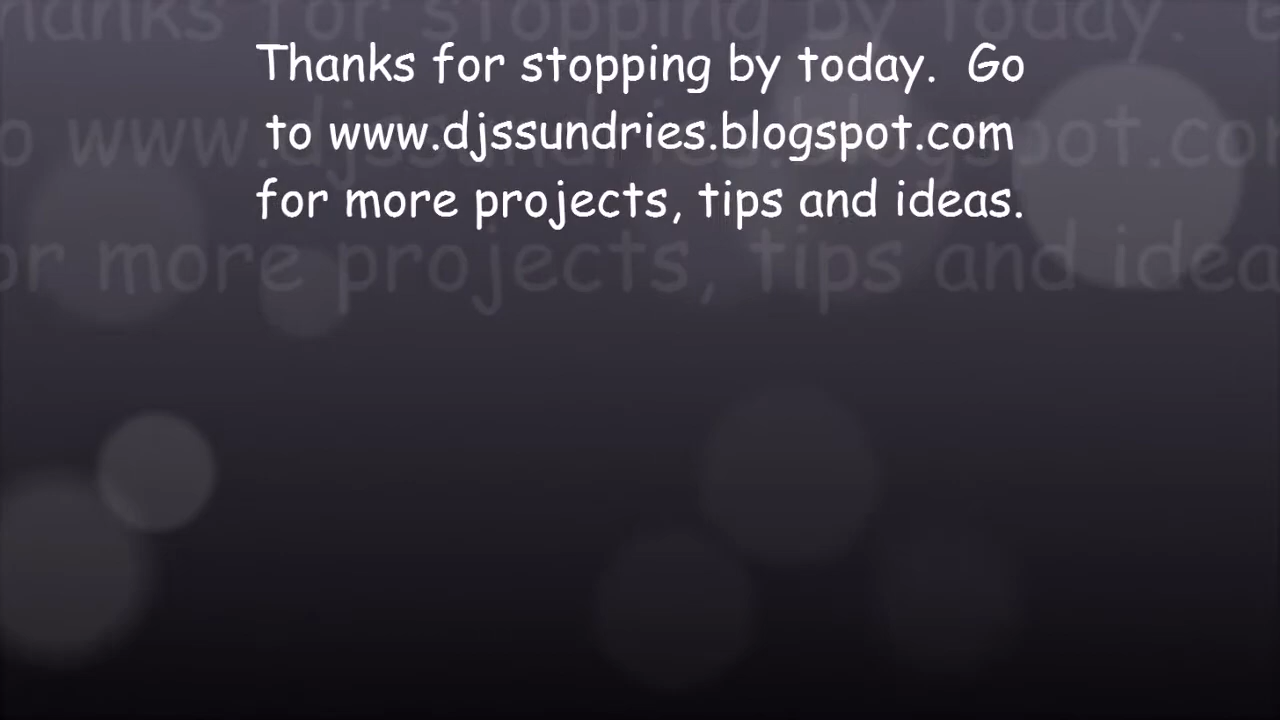 Thanks for stopping by today.  Go
to www.djssundries.blogspot.com
for more projects, tips and ideas.